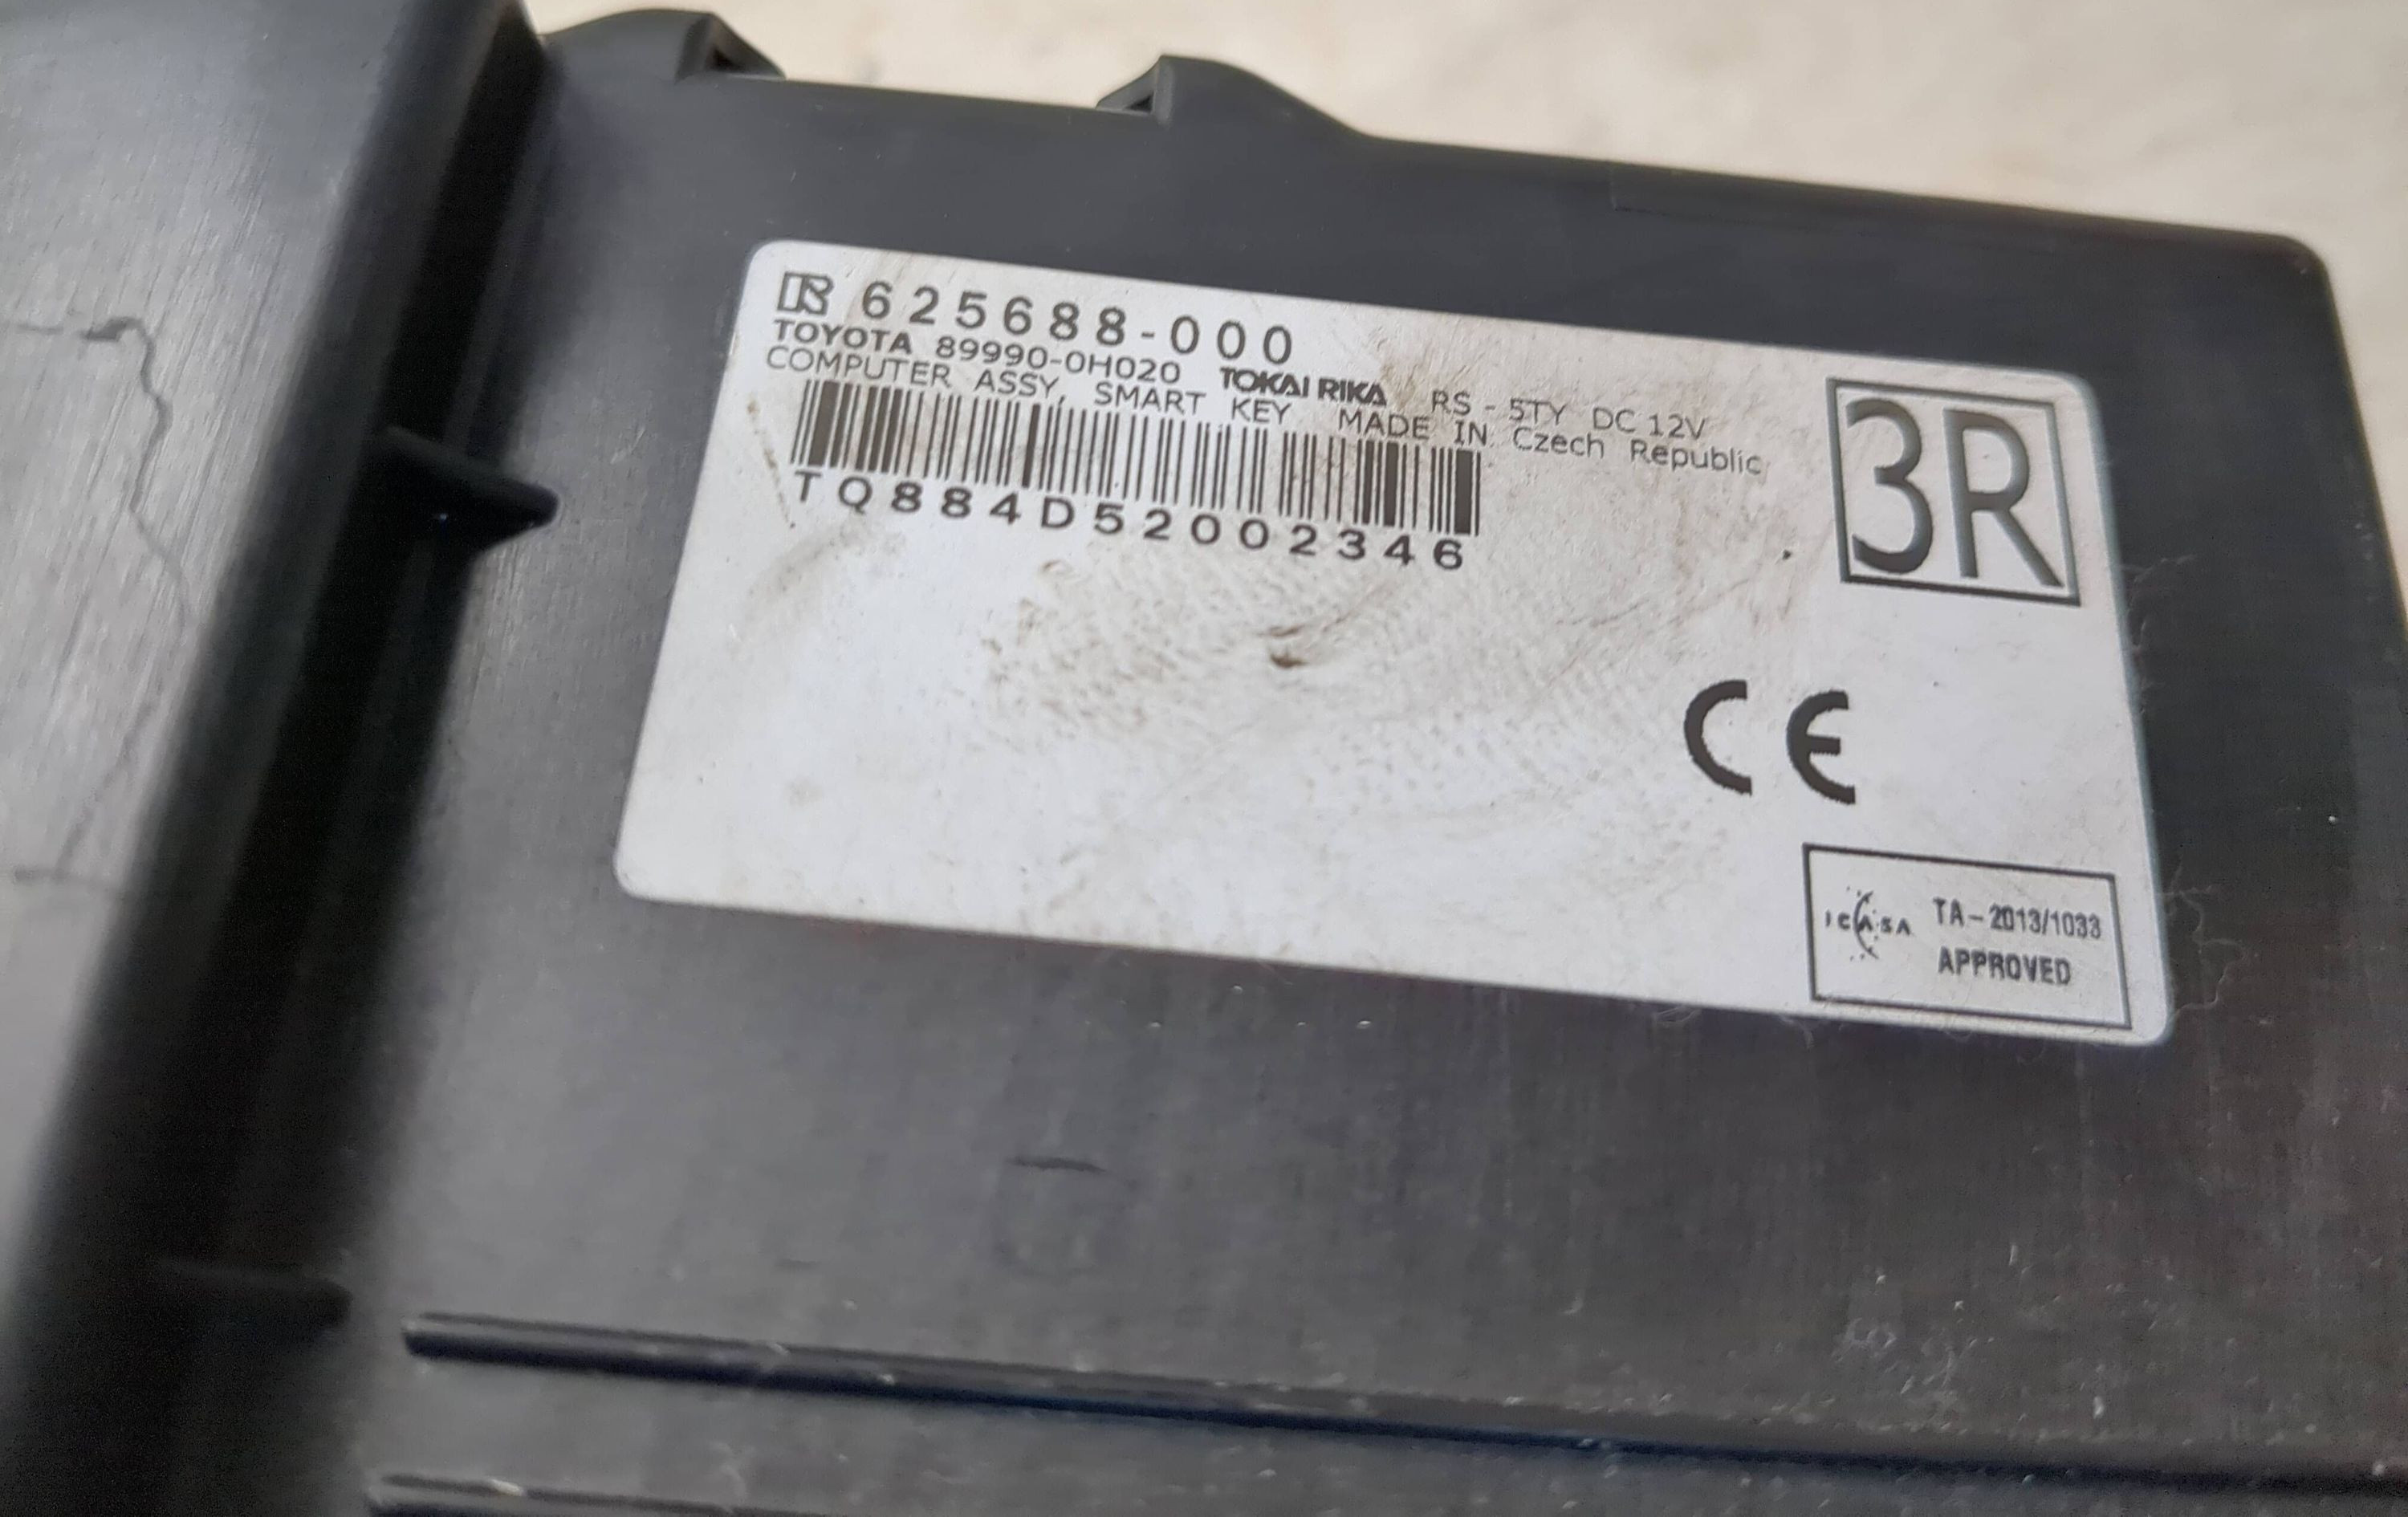 625688-000
TOYOTA 89990-0H020 TOKAI RIKA RS-5TY DC 12V
COMPUTER ASSY, SMART KEY MADE IN Czech Republic
TQ884D52002346
3R
CE
ICASA TA-2013/1033
APPROVED